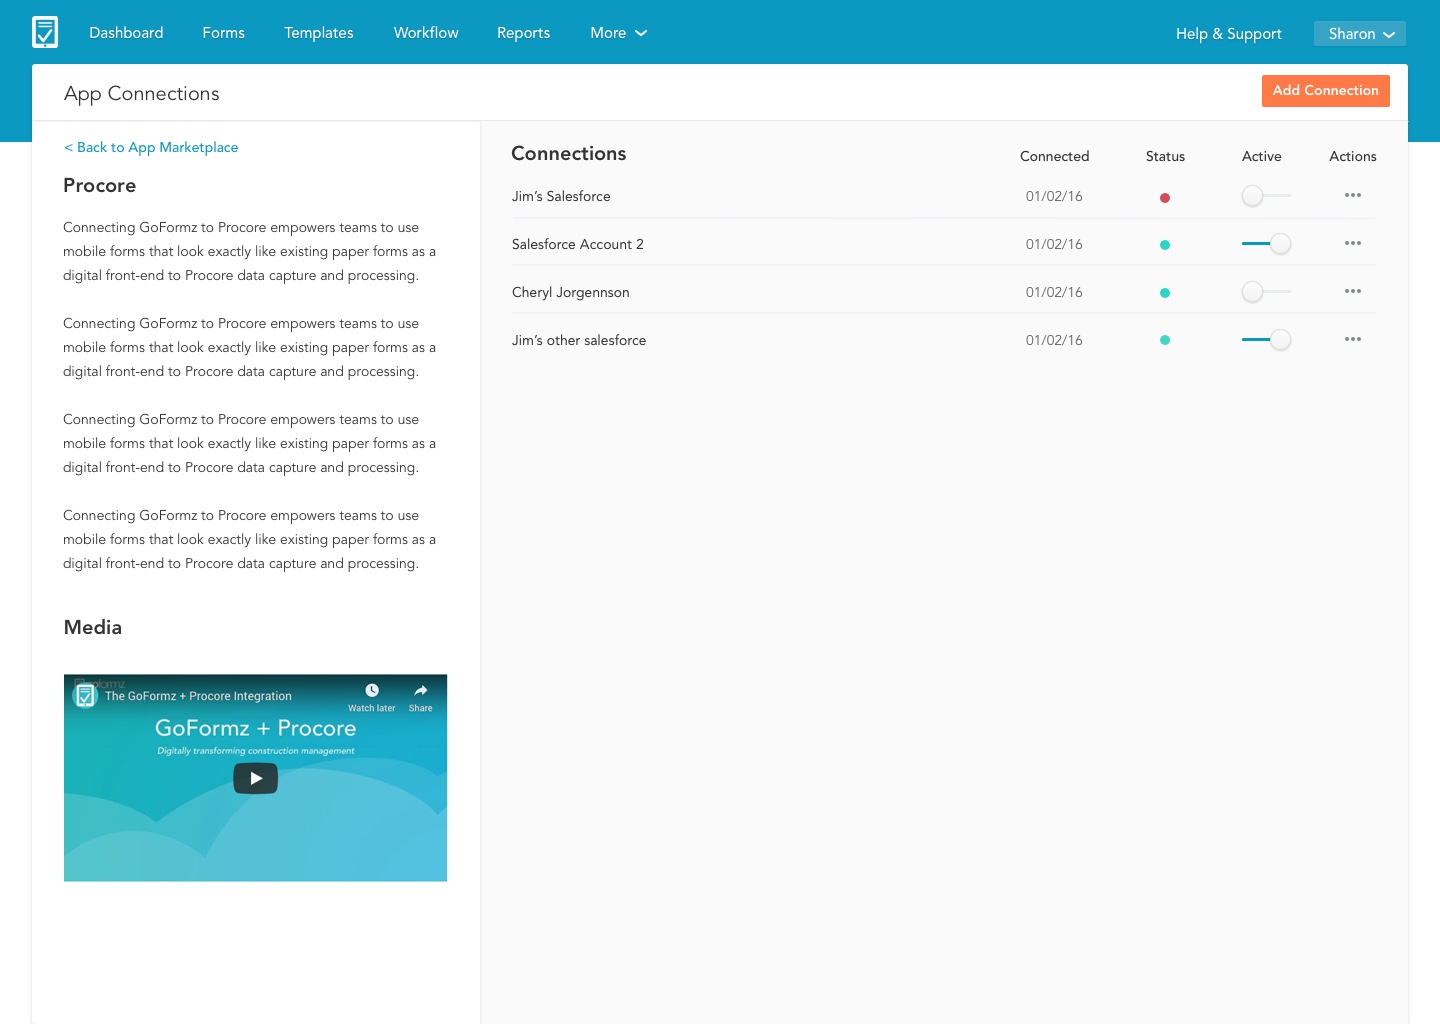 Dashboard Forms Templates Workflow Reports More Help & Support Sharon
App Connections Add Connection
< Back to App Marketplace
Procore
Connecting GoFormz to Procore empowers teams to use
mobile forms that look exactly like existing paper forms as a
digital front-end to Procore data capture and processing.
Connecting GoFormz to Procore empowers teams to use
mobile forms that look exactly like existing paper forms as a
digital front-end to Procore data capture and processing.
Connecting GoFormz to Procore empowers teams to use
mobile forms that look exactly like existing paper forms as a
digital front-end to Procore data capture and processing.
Connecting GoFormz to Procore empowers teams to use
mobile forms that look exactly like existing paper forms as a
digital front-end to Procore data capture and processing.
Media
goformz
The GoFormz + Procore Integration
Watch later Share
GoFormz + Procore
Digitally transforming construction management
Connections Connected Status Active Actions
Jim’s Salesforce 01/02/16
Salesforce Account 2 01/02/16
Cheryl Jorgennson 01/02/16
Jim’s other salesforce 01/02/16